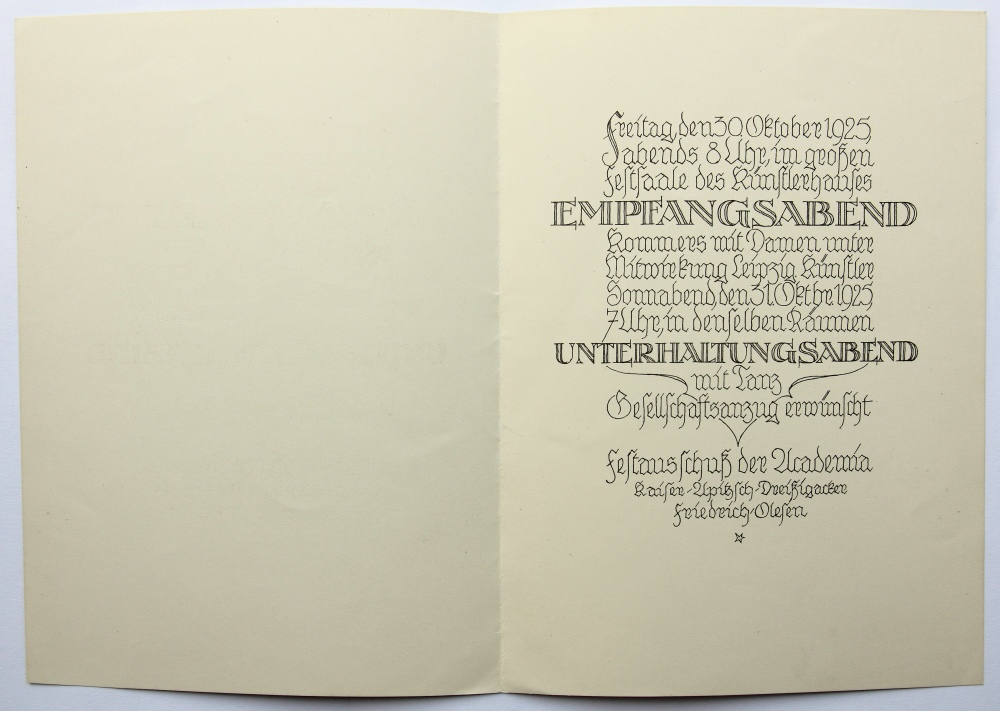 Freitag, den 30. Oktober 1925,
abends 8 Uhr, im großen
Festsaale des Künstlerhauses
EMPFANGSABEND
Kommers mit Damen unter
Mitwirkung Leipzig. Künstler
Sonnabend, den 31. Oktbr. 1925
7 Uhr, in denselben Räumen
UNTERHALTUNGSABEND
mit Tanz
Gesellschaftsanzug erwünscht
Festausschuß der Academia
Kaiser-Apitzsch-Dreißigacker
Friedrich-Olesen